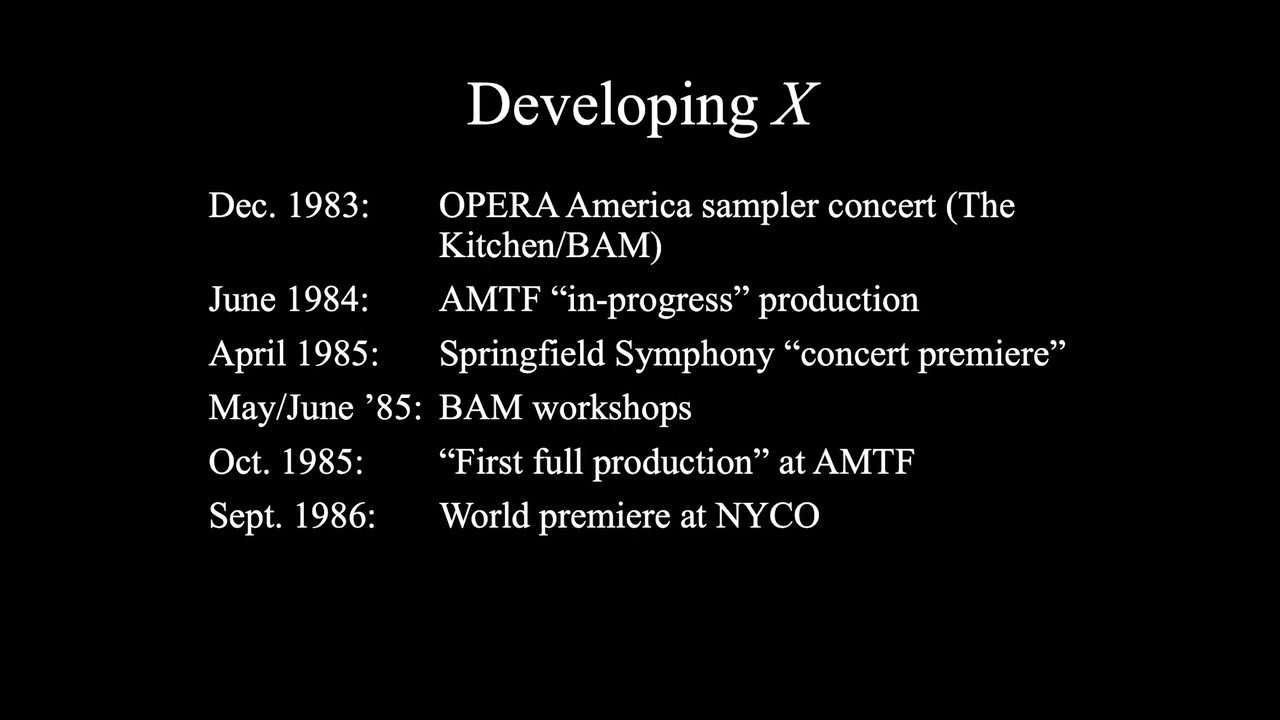 Developing X
Dec. 1983: OPERA America sampler concert (The
Kitchen/BAM)
June 1984: AMTF “in-progress” production
April 1985: Springfield Symphony “concert premiere”
May/June ’85: BAM workshops
Oct. 1985: “First full production” at AMTF
Sept. 1986: World premiere at NYCO